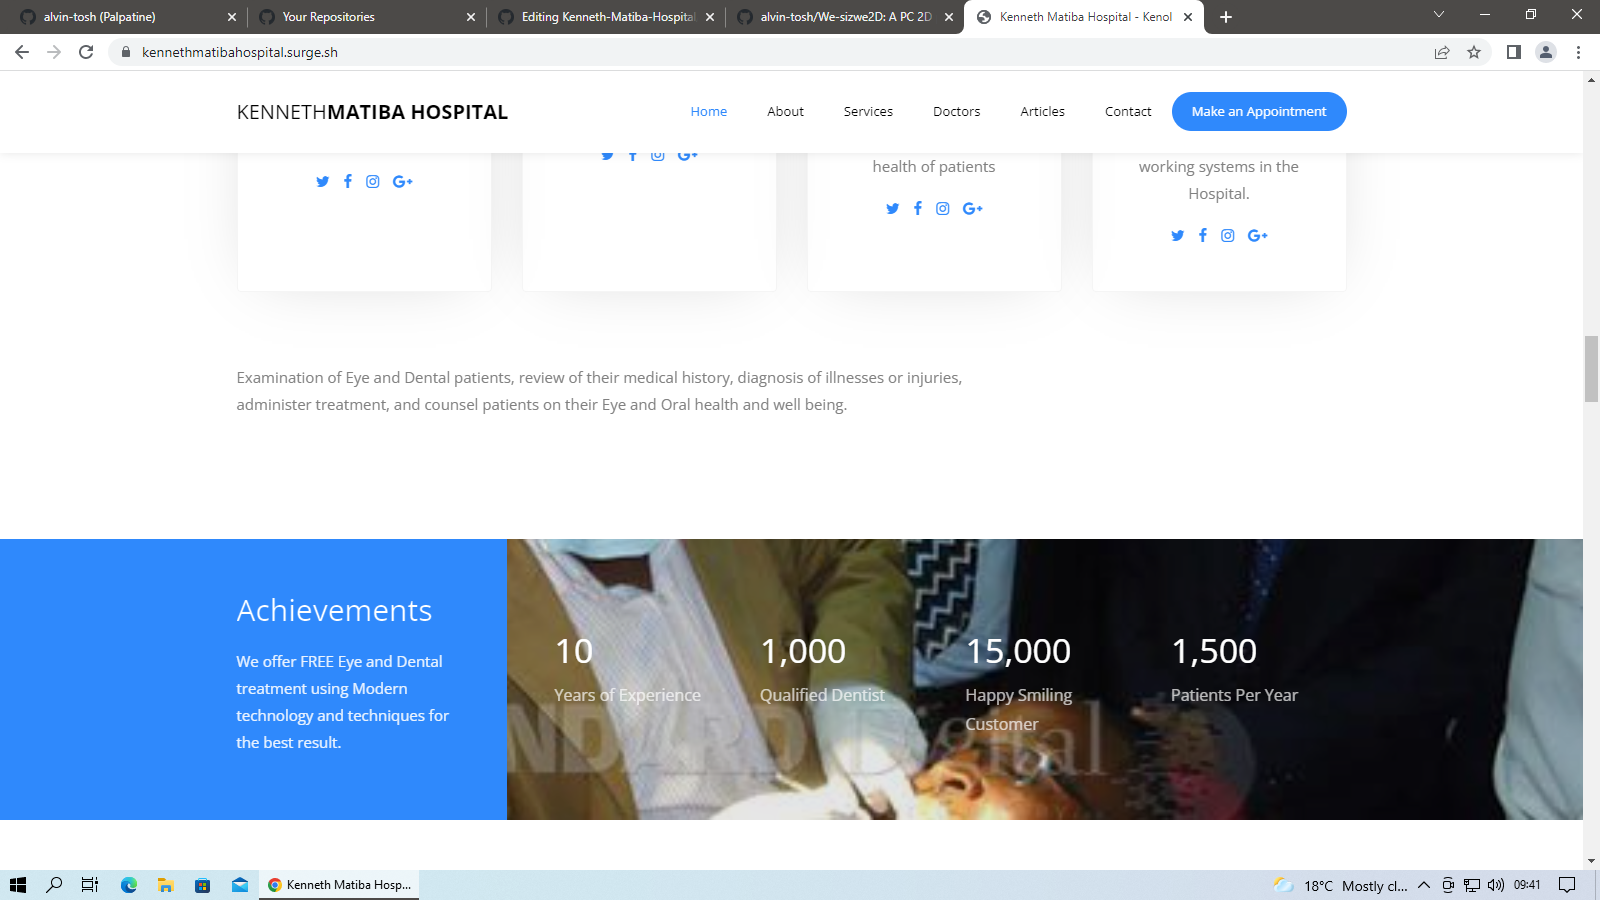 alvin-tosh (Palpatine)
Your Repositories
Editing Kenneth-Matiba-Hospital
alvin-tosh/We-sizwe2D: A PC 2D
Kenneth Matiba Hospital - Kenol
kennethmatibahospital.surge.sh
KENNETHMATIBA HOSPITAL
Home
About
Services
Doctors
Articles
Contact
Make an Appointment
health of patients
working systems in the
Hospital.
Examination of Eye and Dental patients, review of their medical history, diagnosis of illnesses or injuries,
administer treatment, and counsel patients on their Eye and Oral health and well being.
Achievements
We offer FREE Eye and Dental
treatment using Modern
technology and techniques for
the best result.
10
Years of Experience
1,000
Qualified Dentist
15,000
Happy Smiling
Customer
1,500
Patients Per Year
NDARD Digital
Kenneth Matiba Hosp...
18°C Mostly cl...
09:41